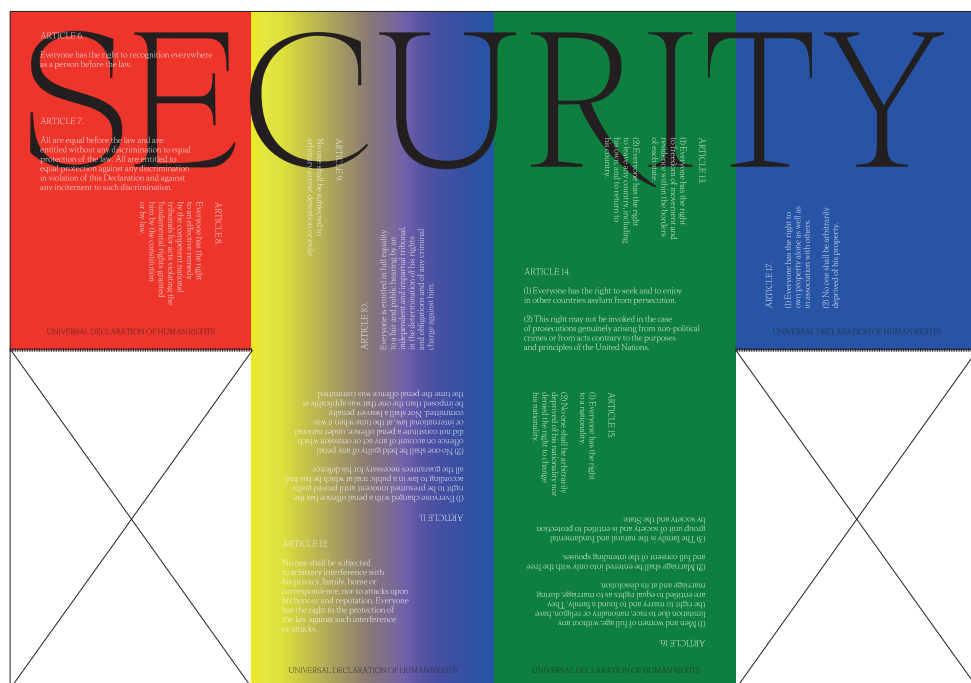 SECURITY
ARTICLE 6.
Everyone has the right to recognition everywhere
as a person before the law.
ARTICLE 7.
All are equal before the law and are
entitled without any discrimination to equal
protection of the law. All are entitled to
equal protection against any discrimination
in violation of this Declaration and against
any incitement to such discrimination.
ARTICLE 8.
Everyone has the right
to an effective remedy
by the competent national
tribunals for acts violating the
fundamental rights granted
him by the constitution
or by law.
UNIVERSAL DECLARATION OF HUMAN RIGHTS
ARTICLE 9.
No one shall be subjected to
arbitrary arrest, detention or exile.
ARTICLE 10.
Everyone is entitled in full equality
to a fair and public hearing by an
independent and impartial tribunal,
in the determination of his rights
and obligations and of any criminal
charge against him.
ARTICLE 11.
(1) Everyone charged with a penal offence has the
right to be presumed innocent until proved guilty
according to law in a public trial at which he has had
all the guarantees necessary for his defence.
(2) No one shall be held guilty of any penal
offence on account of any act or omission which
did not constitute a penal offence, under national
or international law, at the time when it was
committed. Nor shall a heavier penalty
be imposed than the one that was applicable at
the time the penal offence was committed.
ARTICLE 12.
No one shall be subjected
to arbitrary interference with
his privacy, family, home or
correspondence, nor to attacks upon
his honour and reputation. Everyone
has the right to the protection of
the law against such interference
or attacks.
UNIVERSAL DECLARATION OF HUMAN RIGHTS
ARTICLE 13.
(1) Everyone has the right
to freedom of movement and
residence within the borders
of each state.
(2) Everyone has the right
to leave any country, including
his own, and to return to
his country.
ARTICLE 14.
(1) Everyone has the right to seek and to enjoy
in other countries asylum from persecution.
(2) This right may not be invoked in the case
of prosecutions genuinely arising from non-political
crimes or from acts contrary to the purposes
and principles of the United Nations.
ARTICLE 15.
(1) Everyone has the right
to a nationality.
(2) No one shall be arbitrarily
deprived of his nationality nor
denied the right to change
his nationality.
ARTICLE 16.
(1) Men and women of full age, without any
limitation due to race, nationality or religion, have
the right to marry and to found a family. They
are entitled to equal rights as to marriage, during
marriage and at its dissolution.
(2) Marriage shall be entered into only with the free
and full consent of the intending spouses.
(3) The family is the natural and fundamental
group unit of society and is entitled to protection
by society and the State.
UNIVERSAL DECLARATION OF HUMAN RIGHTS
ARTICLE 17.
(1) Everyone has the right to
own property alone as well as
in association with others.
(2) No one shall be arbitrarily
deprived of his property.
UNIVERSAL DECLARATION OF HUMAN RIGHTS